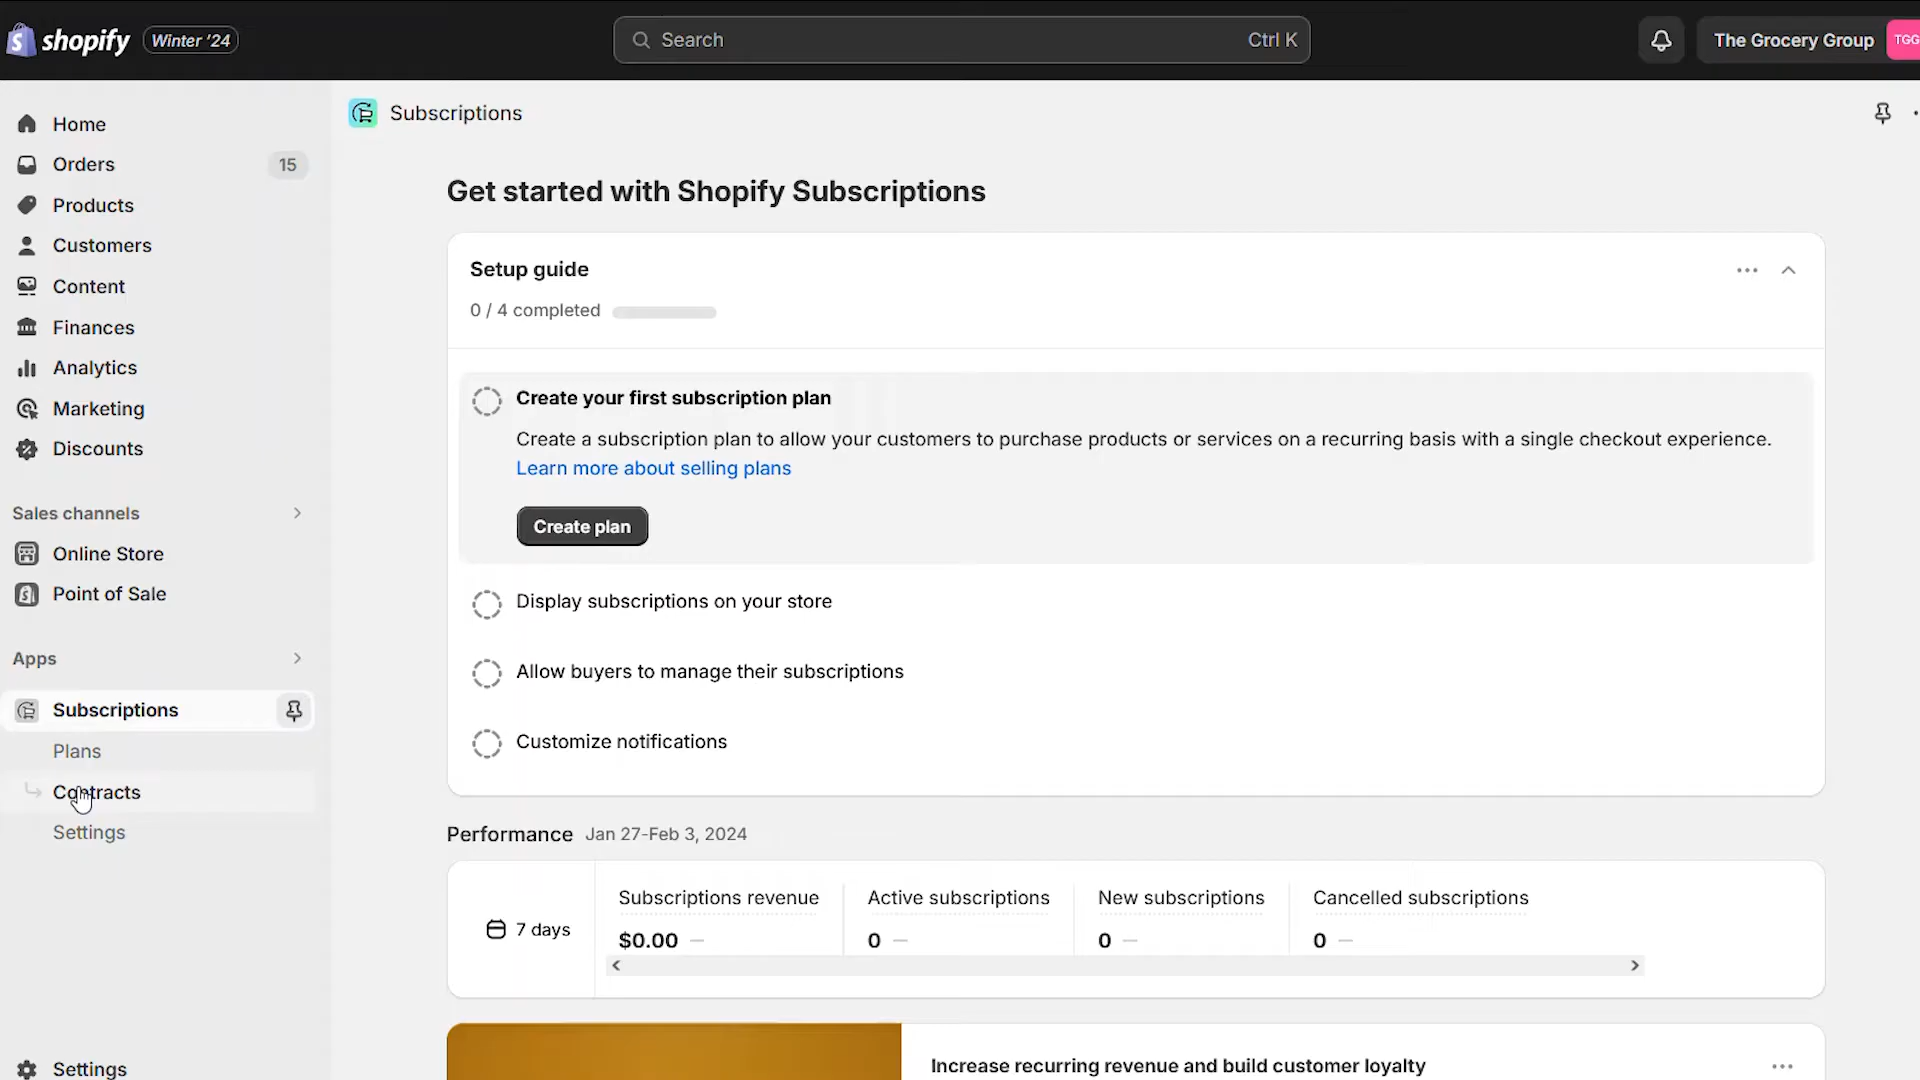 shopify
Winter '24
Search
Ctrl K
The Grocery Group
TGG
Home
Orders
15
Products
Customers
Content
Finances
Analytics
Marketing
Discounts
Sales channels
Online Store
Point of Sale
Apps
Subscriptions
Plans
Contracts
Settings
Settings
Subscriptions
Get started with Shopify Subscriptions
Setup guide
0 / 4 completed
Create your first subscription plan
Create a subscription plan to allow your customers to purchase products or services on a recurring basis with a single checkout experience.
Learn more about selling plans
Create plan
Display subscriptions on your store
Allow buyers to manage their subscriptions
Customize notifications
Performance Jan 27-Feb 3, 2024
7 days
Subscriptions revenue
$0.00 —
Active subscriptions
0 —
New subscriptions
0 —
Cancelled subscriptions
0 —
Increase recurring revenue and build customer loyalty